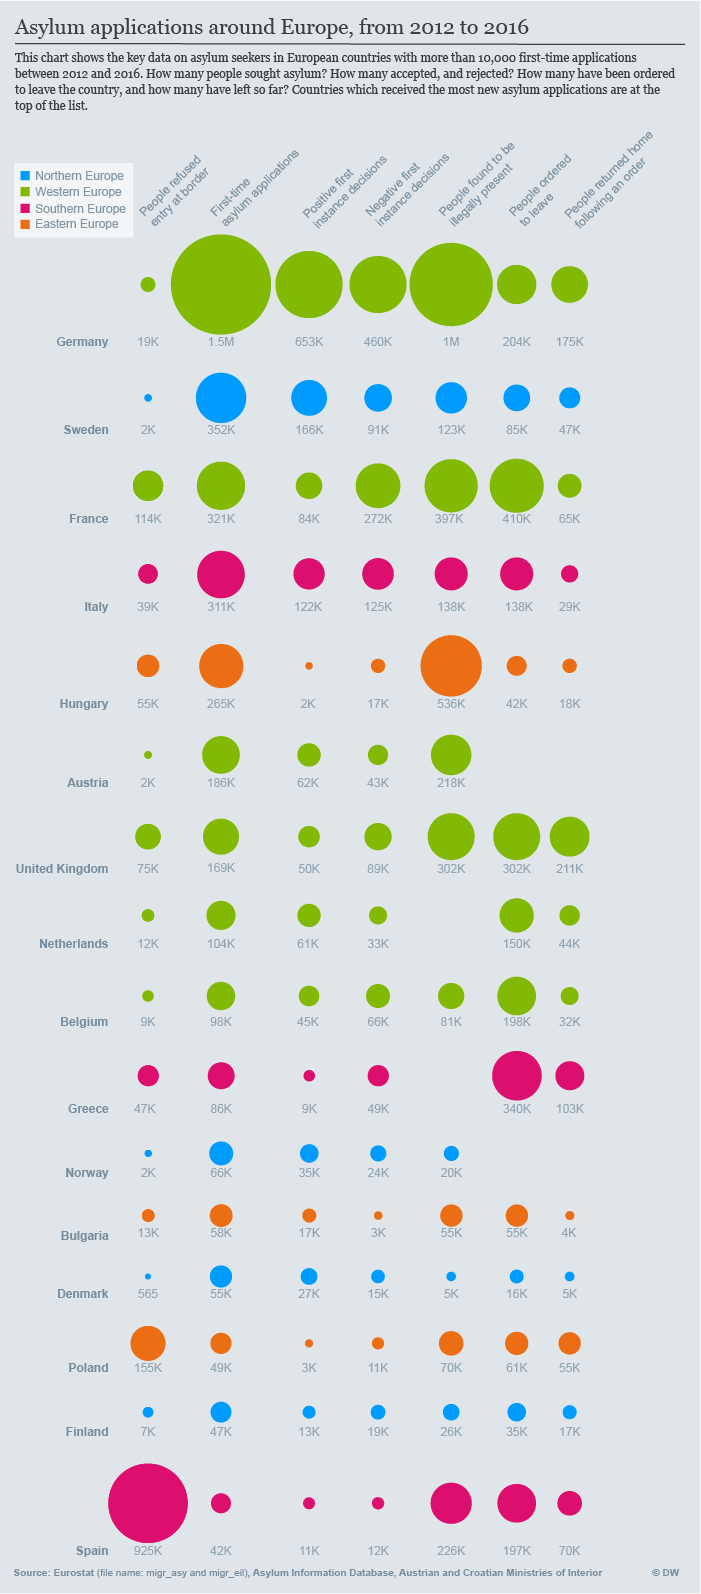 Asylum applications around Europe, from 2012 to 2016
This chart shows the key data on asylum seekers in European countries with more than 10,000 first-time applications
between 2012 and 2016. How many people sought asylum? How many accepted, and rejected? How many have been ordered
to leave the country, and how many have left so far? Countries which received the most new asylum applications are at the
top of the list.
Northern Europe
Western Europe
Southern Europe
Eastern Europe
People refused
entry at border
First-time
asylum applications
Positive first
instance decisions
Negative first
instance decisions
People found to be
illegally present
People ordered
to leave
People returned home
following an order
Germany 19K 1.5M 653K 460K 1M 204K 175K
Sweden 2K 352K 166K 91K 123K 85K 47K
France 114K 321K 84K 272K 397K 410K 65K
Italy 39K 311K 122K 125K 138K 138K 29K
Hungary 55K 265K 2K 17K 536K 42K 18K
Austria 2K 186K 62K 43K 218K
United Kingdom 75K 169K 50K 89K 302K 302K 211K
Netherlands 12K 104K 61K 33K 150K 44K
Belgium 9K 98K 45K 66K 81K 198K 32K
Greece 47K 86K 9K 49K 340K 103K
Norway 2K 66K 35K 24K 20K
Bulgaria 13K 58K 17K 3K 55K 55K 4K
Denmark 565 55K 27K 15K 5K 16K 5K
Poland 155K 49K 3K 11K 70K 61K 55K
Finland 7K 47K 13K 19K 26K 35K 17K
Spain 925K 42K 11K 12K 226K 197K 70K
Source: Eurostat (file name: migr_asy and migr_eil), Asylum Information Database, Austrian and Croatian Ministries of Interior © DW